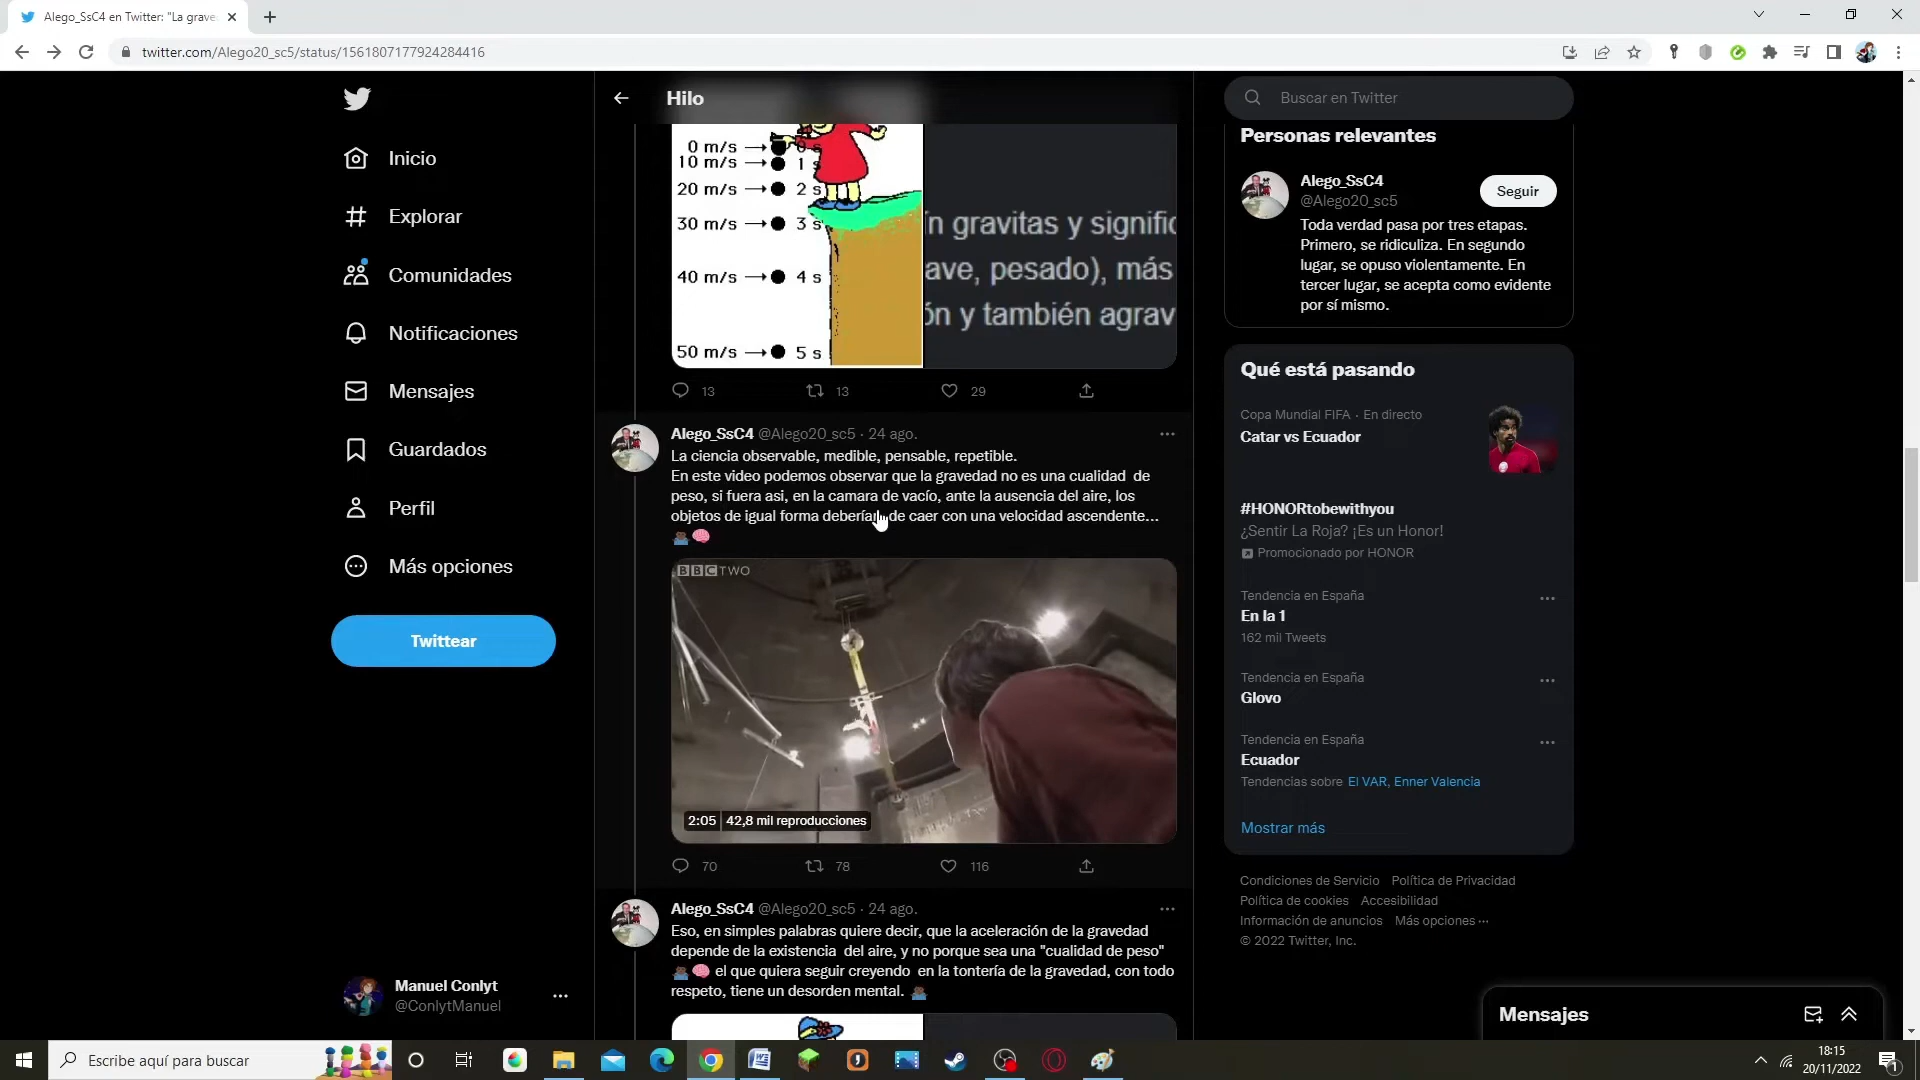 Alego_SsC4 en Twitter: "La grave
twitter.com/Alego20_sc5/status/1561807177924284416
Inicio
Explorar
Comunidades
Notificaciones
Mensajes
Guardados
Perfil
Más opciones
Twittear
Manuel Conlyt
@ConlytManuel
Hilo
0 m/s → 0 s
10 m/s → 1 s
20 m/s → 2 s
30 m/s → 3 s
40 m/s → 4 s
50 m/s → 5 s
n gravitas y signific
ave, pesado), más
ón y también agrav
13 13 29
Alego_SsC4 @Alego20_sc5 · 24 ago.
La ciencia observable, medible, pensable, repetible.
En este video podemos observar que la gravedad no es una cualidad de
peso, si fuera asi, en la camara de vacío, ante la ausencia del aire, los
objetos de igual forma deberían de caer con una velocidad ascendente...
BBC TWO
2:05 42,8 mil reproducciones
70 78 116
Alego_SsC4 @Alego20_sc5 · 24 ago.
Eso, en simples palabras quiere decir, que la aceleración de la gravedad
depende de la existencia del aire, y no porque sea una "cualidad de peso"
el que quiera seguir creyendo en la tontería de la gravedad, con todo
respeto, tiene un desorden mental.
Buscar en Twitter
Personas relevantes
Alego_SsC4
@Alego20_sc5
Seguir
Toda verdad pasa por tres etapas.
Primero, se ridiculiza. En segundo
lugar, se opuso violentamente. En
tercer lugar, se acepta como evidente
por sí mismo.
Qué está pasando
Copa Mundial FIFA · En directo
Catar vs Ecuador
#HONORtobewithyou
¿Sentir La Roja? ¡Es un Honor!
Promocionado por HONOR
Tendencia en España
En la 1
162 mil Tweets
Tendencia en España
Glovo
Tendencia en España
Ecuador
Tendencias sobre El VAR, Enner Valencia
Mostrar más
Condiciones de Servicio Política de Privacidad
Política de cookies Accesibilidad
Información de anuncios Más opciones ···
© 2022 Twitter, Inc.
Mensajes
Escribe aquí para buscar
18:15
20/11/2022
1